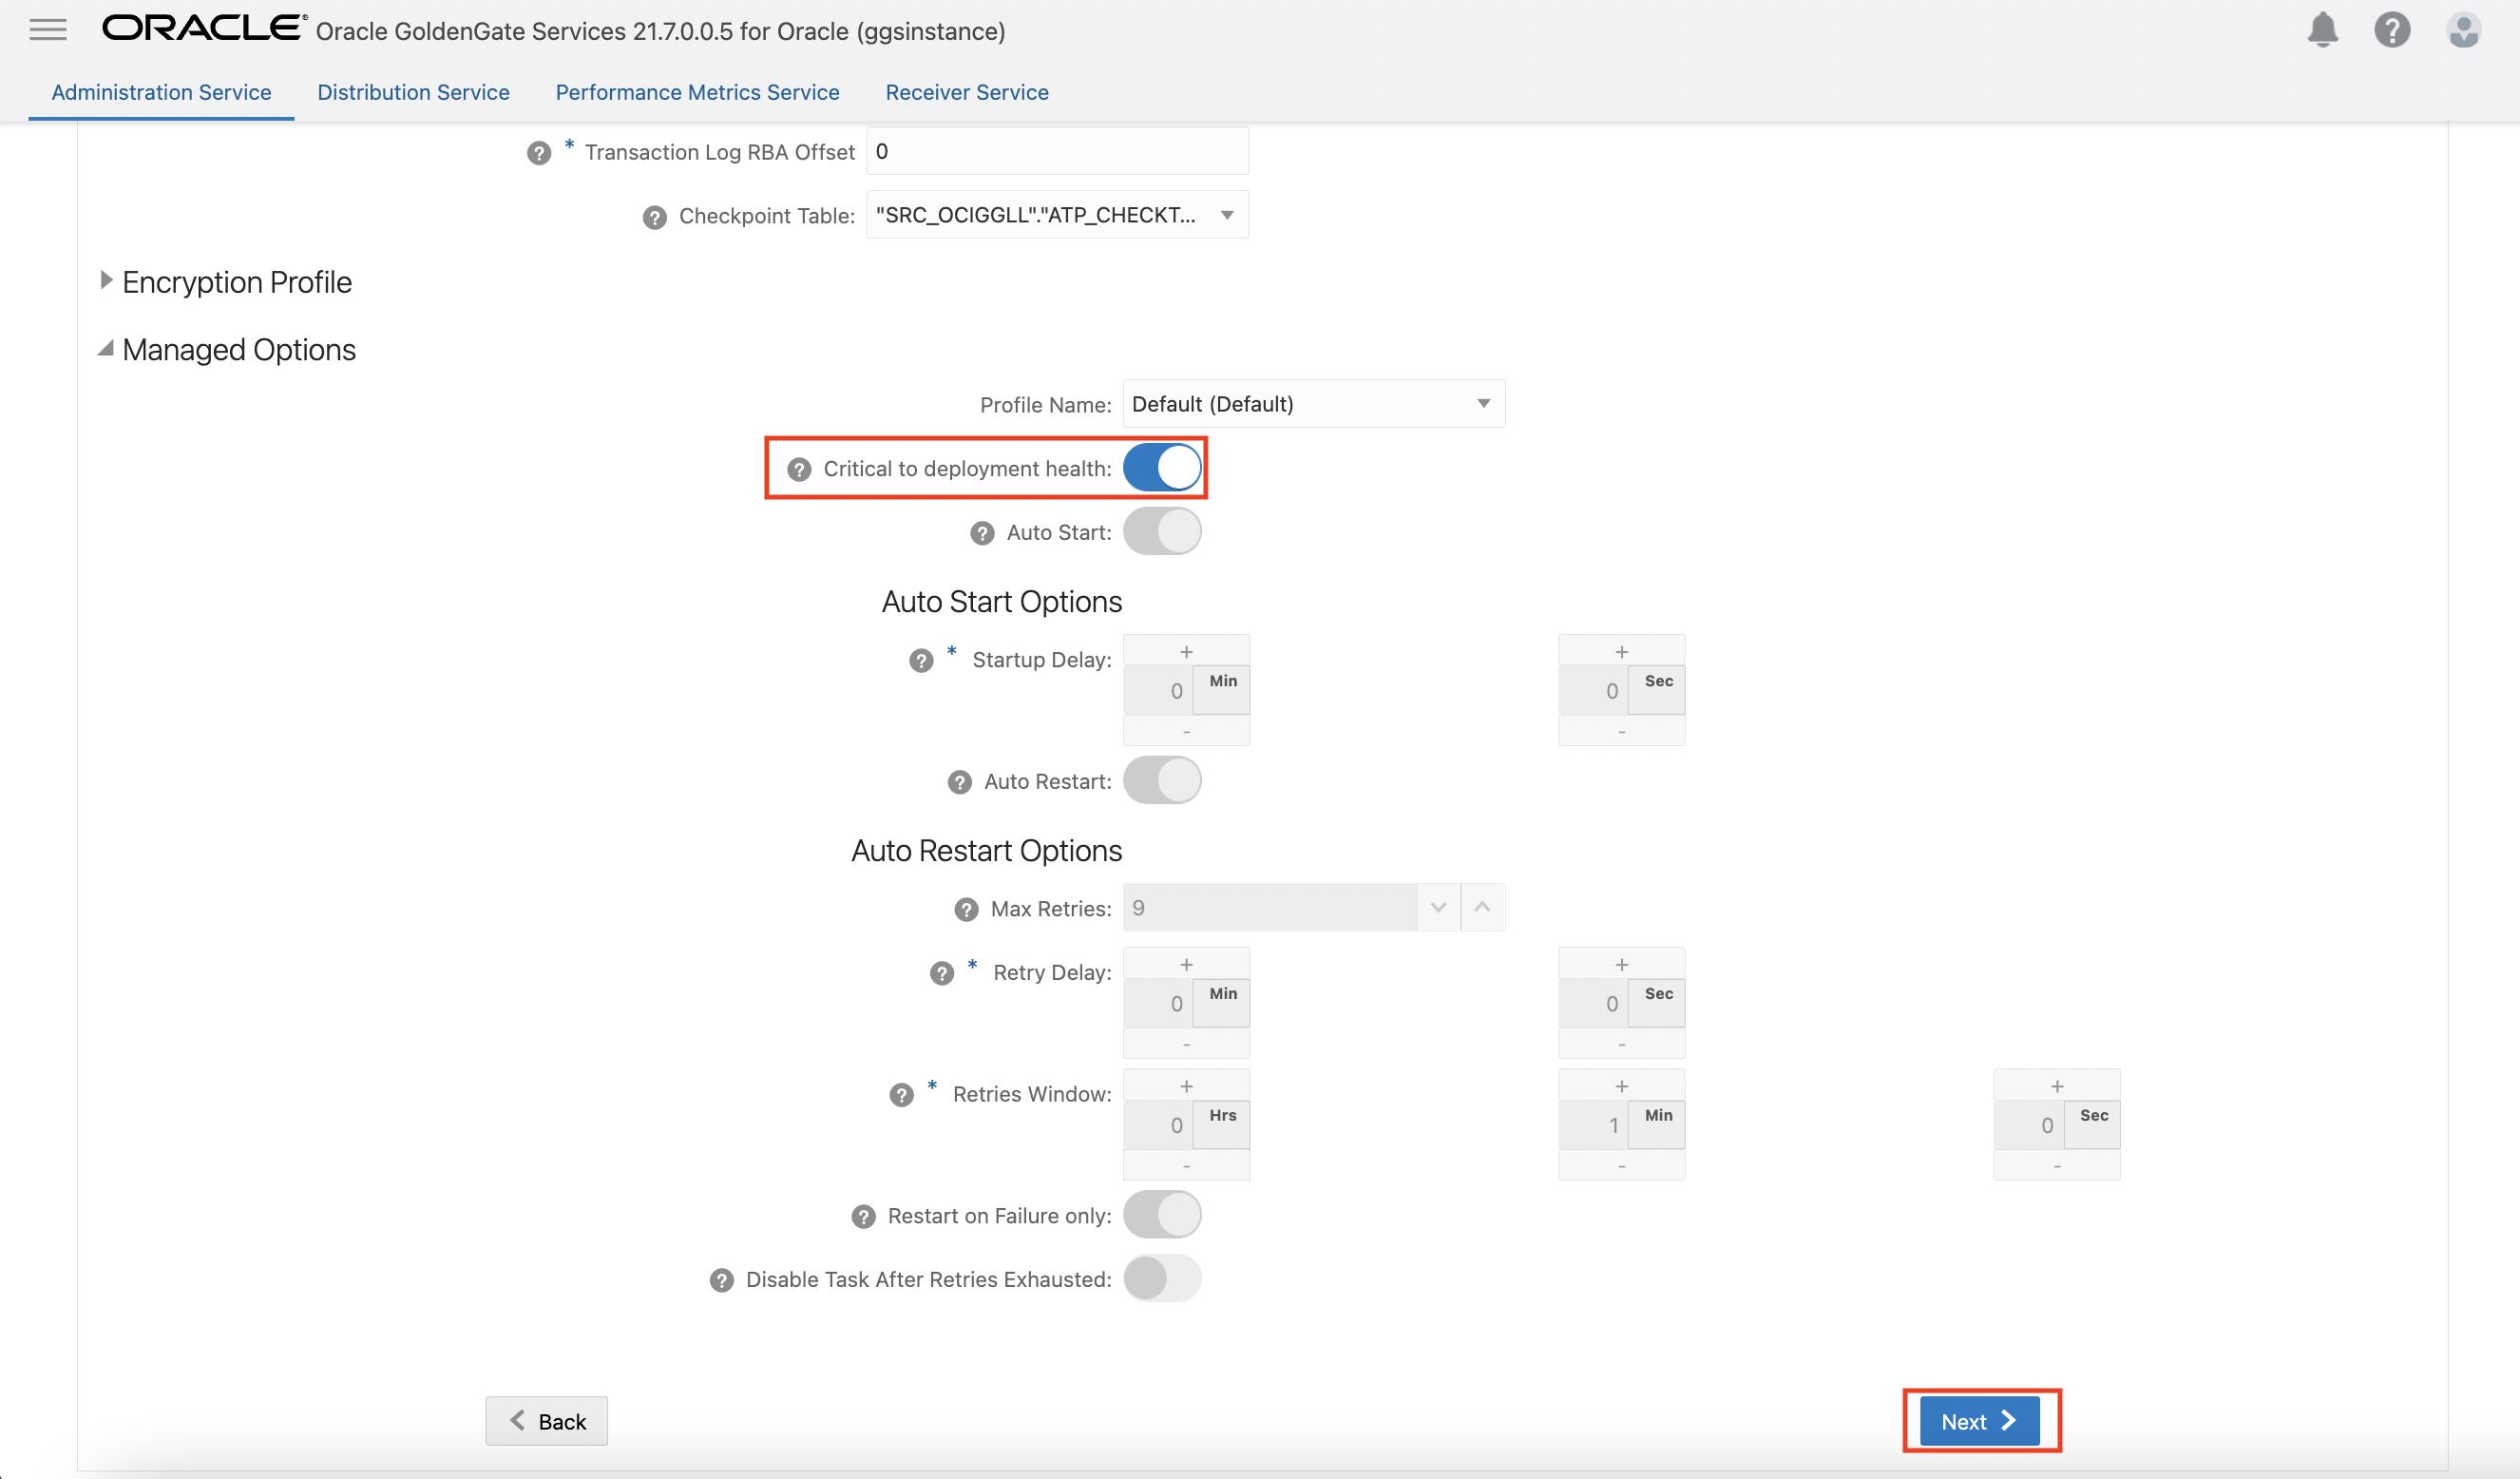 ORACLE® Oracle GoldenGate Services 21.7.0.0.5 for Oracle (ggsinstance)
Administration Service Distribution Service Performance Metrics Service Receiver Service
* Transaction Log RBA Offset 0
Checkpoint Table: "SRC_OCIGGLL"."ATP_CHECKT...
Encryption Profile
Managed Options
Profile Name: Default (Default)
Critical to deployment health:
Auto Start:
Auto Start Options
* Startup Delay: + 0 Min - + 0 Sec -
Auto Restart:
Auto Restart Options
Max Retries: 9
* Retry Delay: + 0 Min - + 0 Sec -
* Retries Window: + 0 Hrs - + 1 Min - + 0 Sec -
Restart on Failure only:
Disable Task After Retries Exhausted:
Back Next